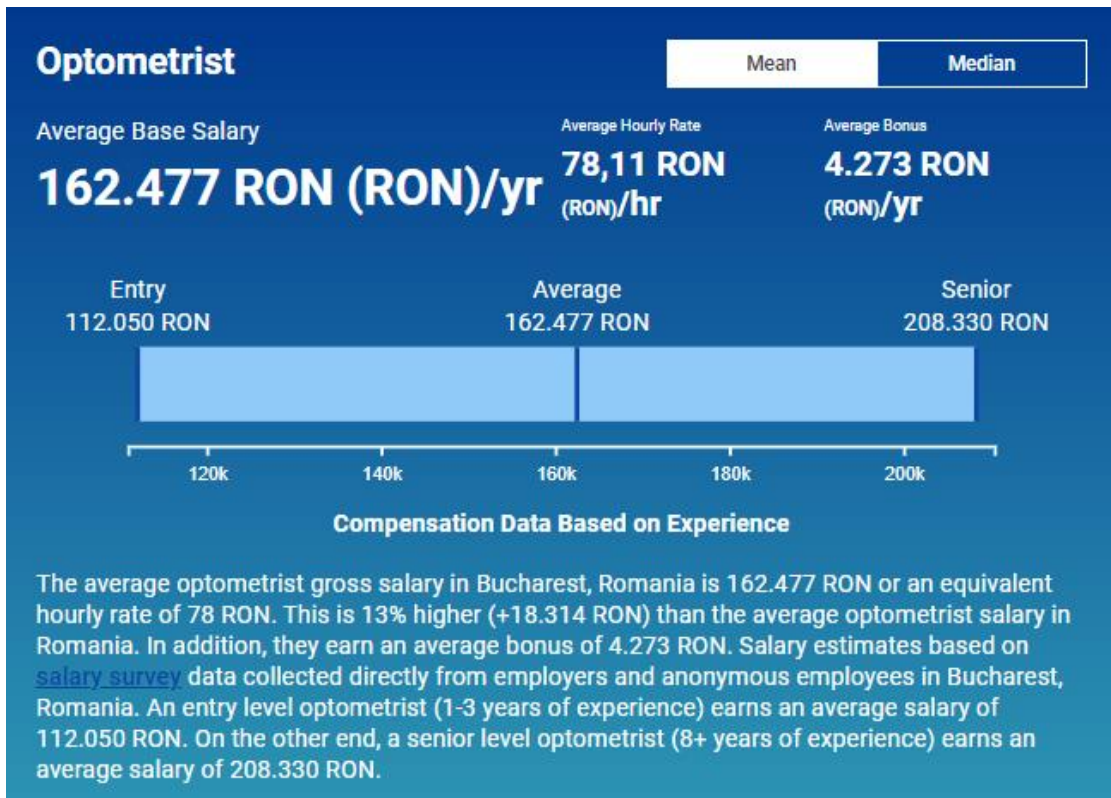 Optometrist
Mean
Median
Average Base Salary
162.477 RON (RON)/yr
Average Hourly Rate
78,11 RON
(RON)/hr
Average Bonus
4.273 RON
(RON)/yr
Entry
112.050 RON
Average
162.477 RON
Senior
208.330 RON
120k 140k 160k 180k 200k
Compensation Data Based on Experience
The average optometrist gross salary in Bucharest, Romania is 162.477 RON or an equivalent
hourly rate of 78 RON. This is 13% higher (+18.314 RON) than the average optometrist salary in
Romania. In addition, they earn an average bonus of 4.273 RON. Salary estimates based on
salary survey data collected directly from employers and anonymous employees in Bucharest,
Romania. An entry level optometrist (1-3 years of experience) earns an average salary of
112.050 RON. On the other end, a senior level optometrist (8+ years of experience) earns an
average salary of 208.330 RON.